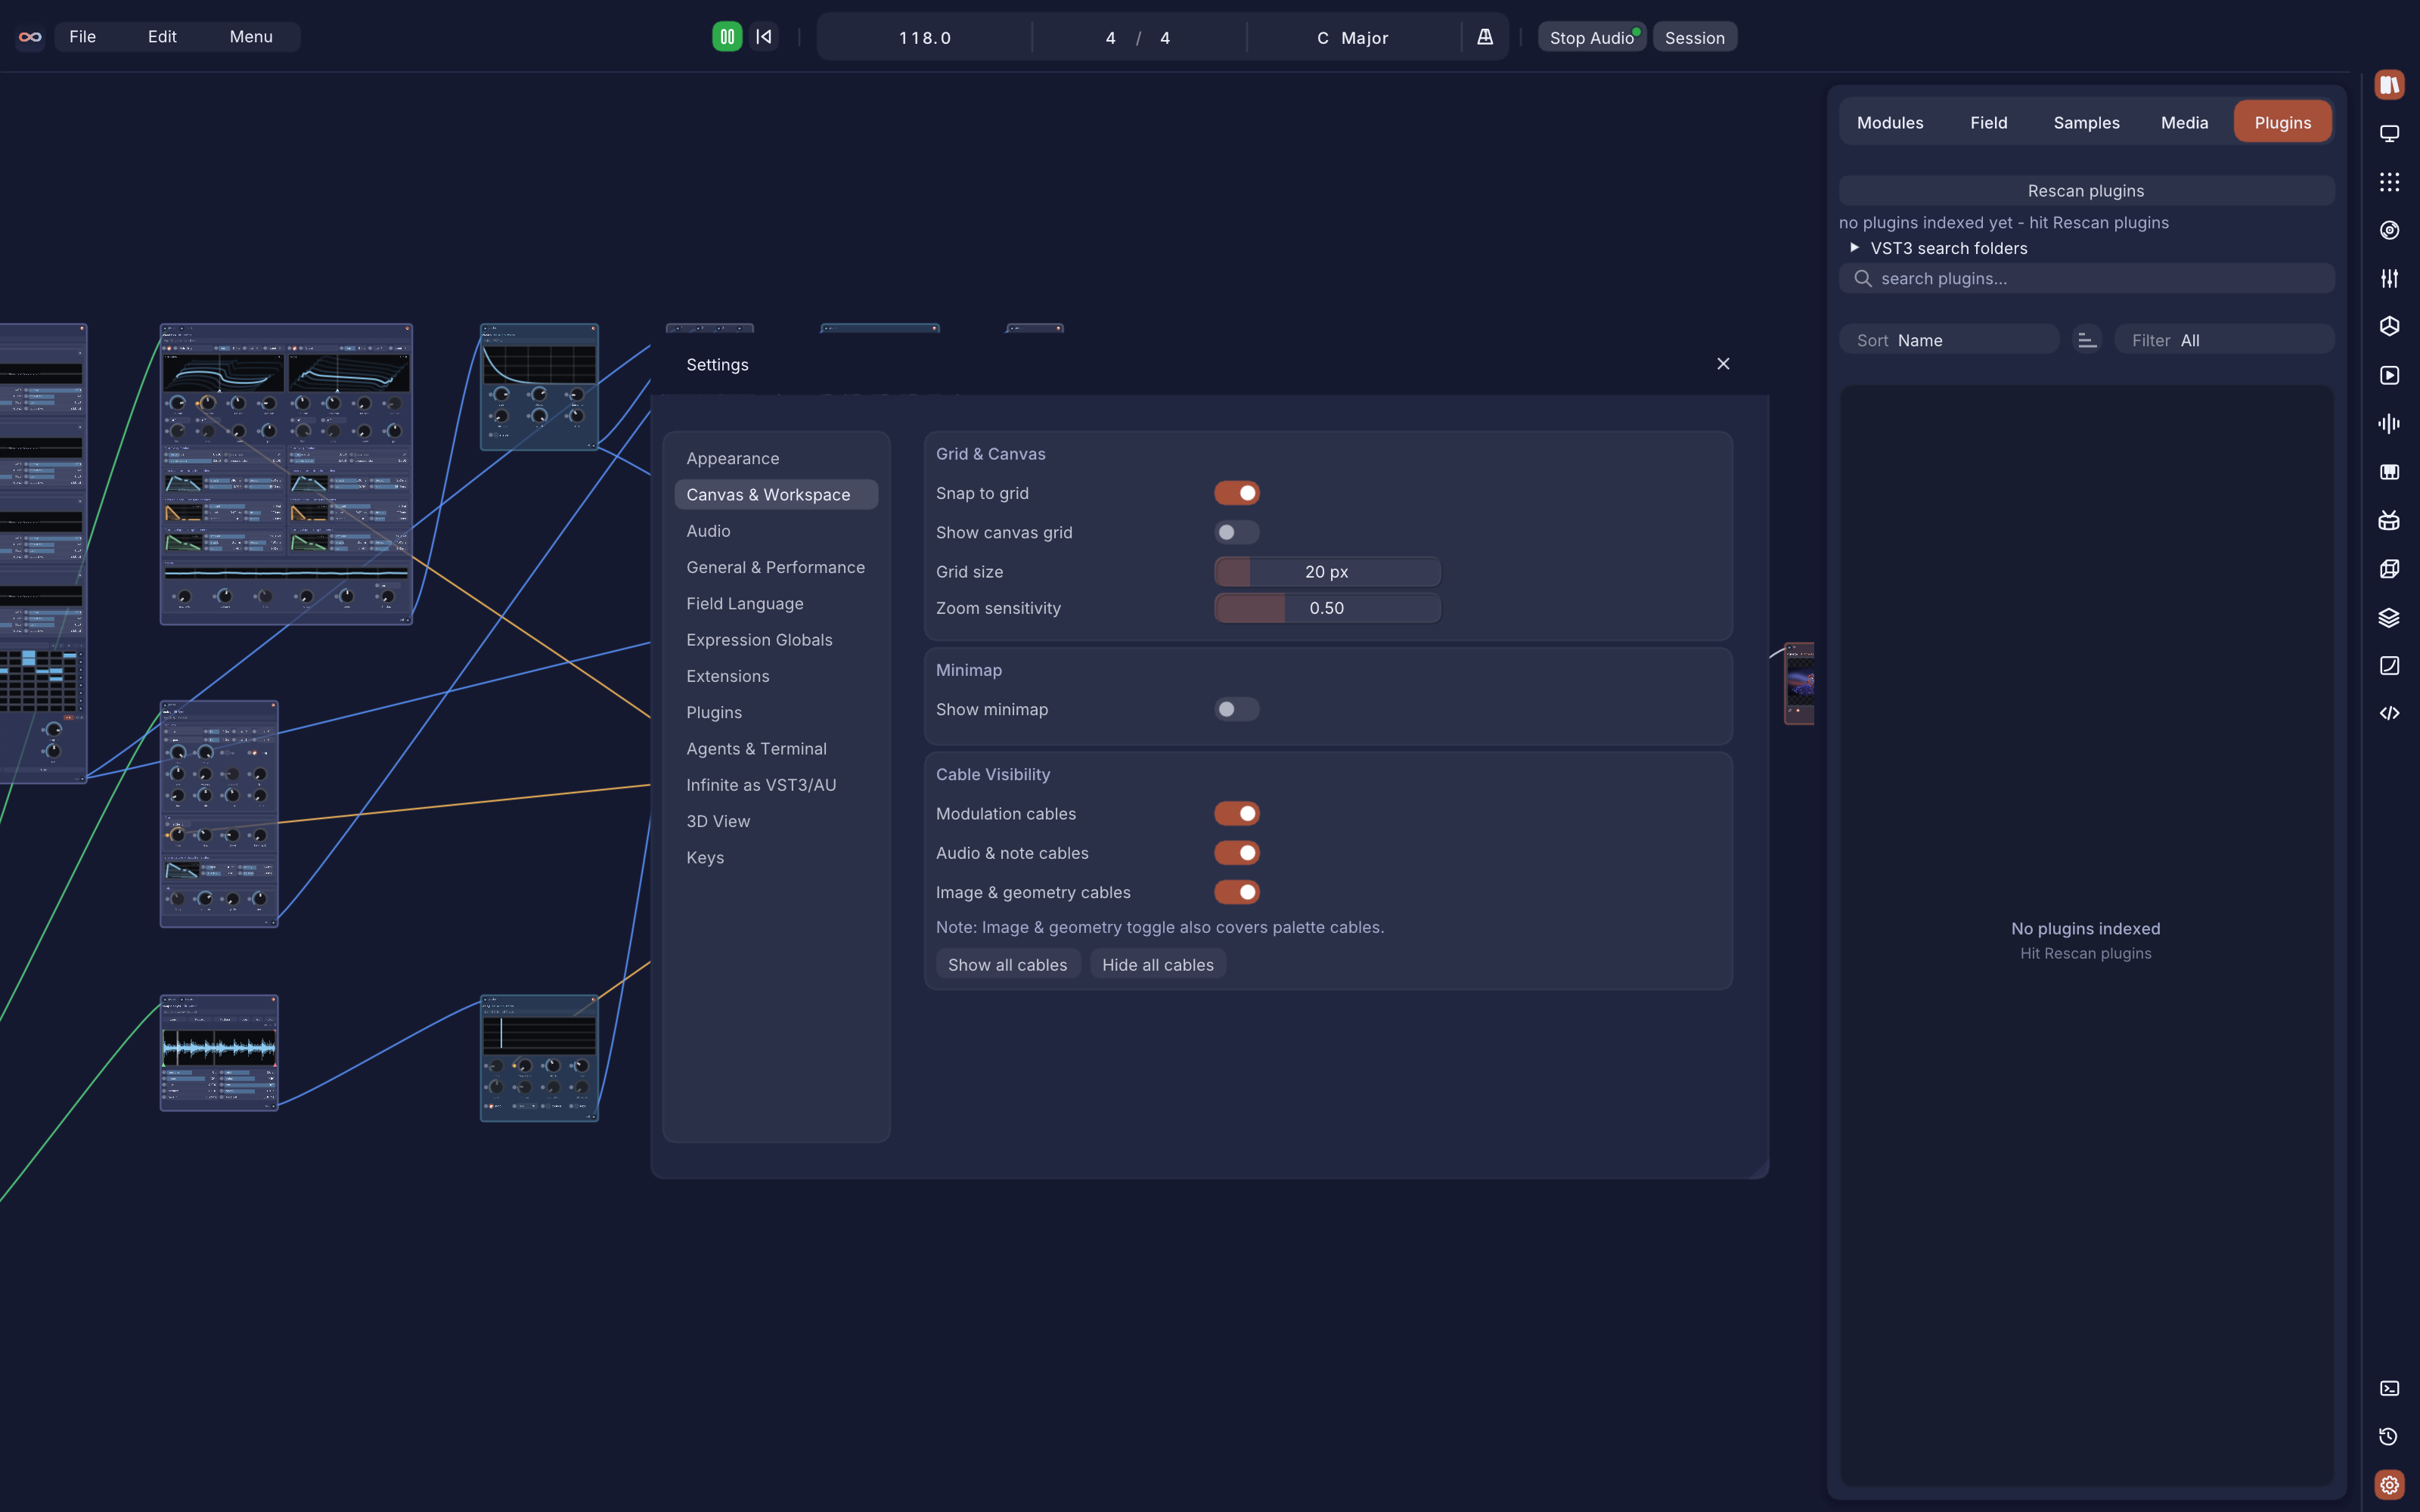 File Edit Menu
118.0 4 / 4 C Major
Stop Audio Session
Modules Field Samples Media Plugins
Rescan plugins
no plugins indexed yet - hit Rescan plugins
VST3 search folders
search plugins...
Sort Name Filter All
No plugins indexed
Hit Rescan plugins
Settings
Appearance
Canvas & Workspace
Audio
General & Performance
Field Language
Expression Globals
Extensions
Plugins
Agents & Terminal
Infinite as VST3/AU
3D View
Keys
Grid & Canvas
Snap to grid
Show canvas grid
Grid size 20 px
Zoom sensitivity 0.50
Minimap
Show minimap
Cable Visibility
Modulation cables
Audio & note cables
Image & geometry cables
Note: Image & geometry toggle also covers palette cables.
Show all cables Hide all cables